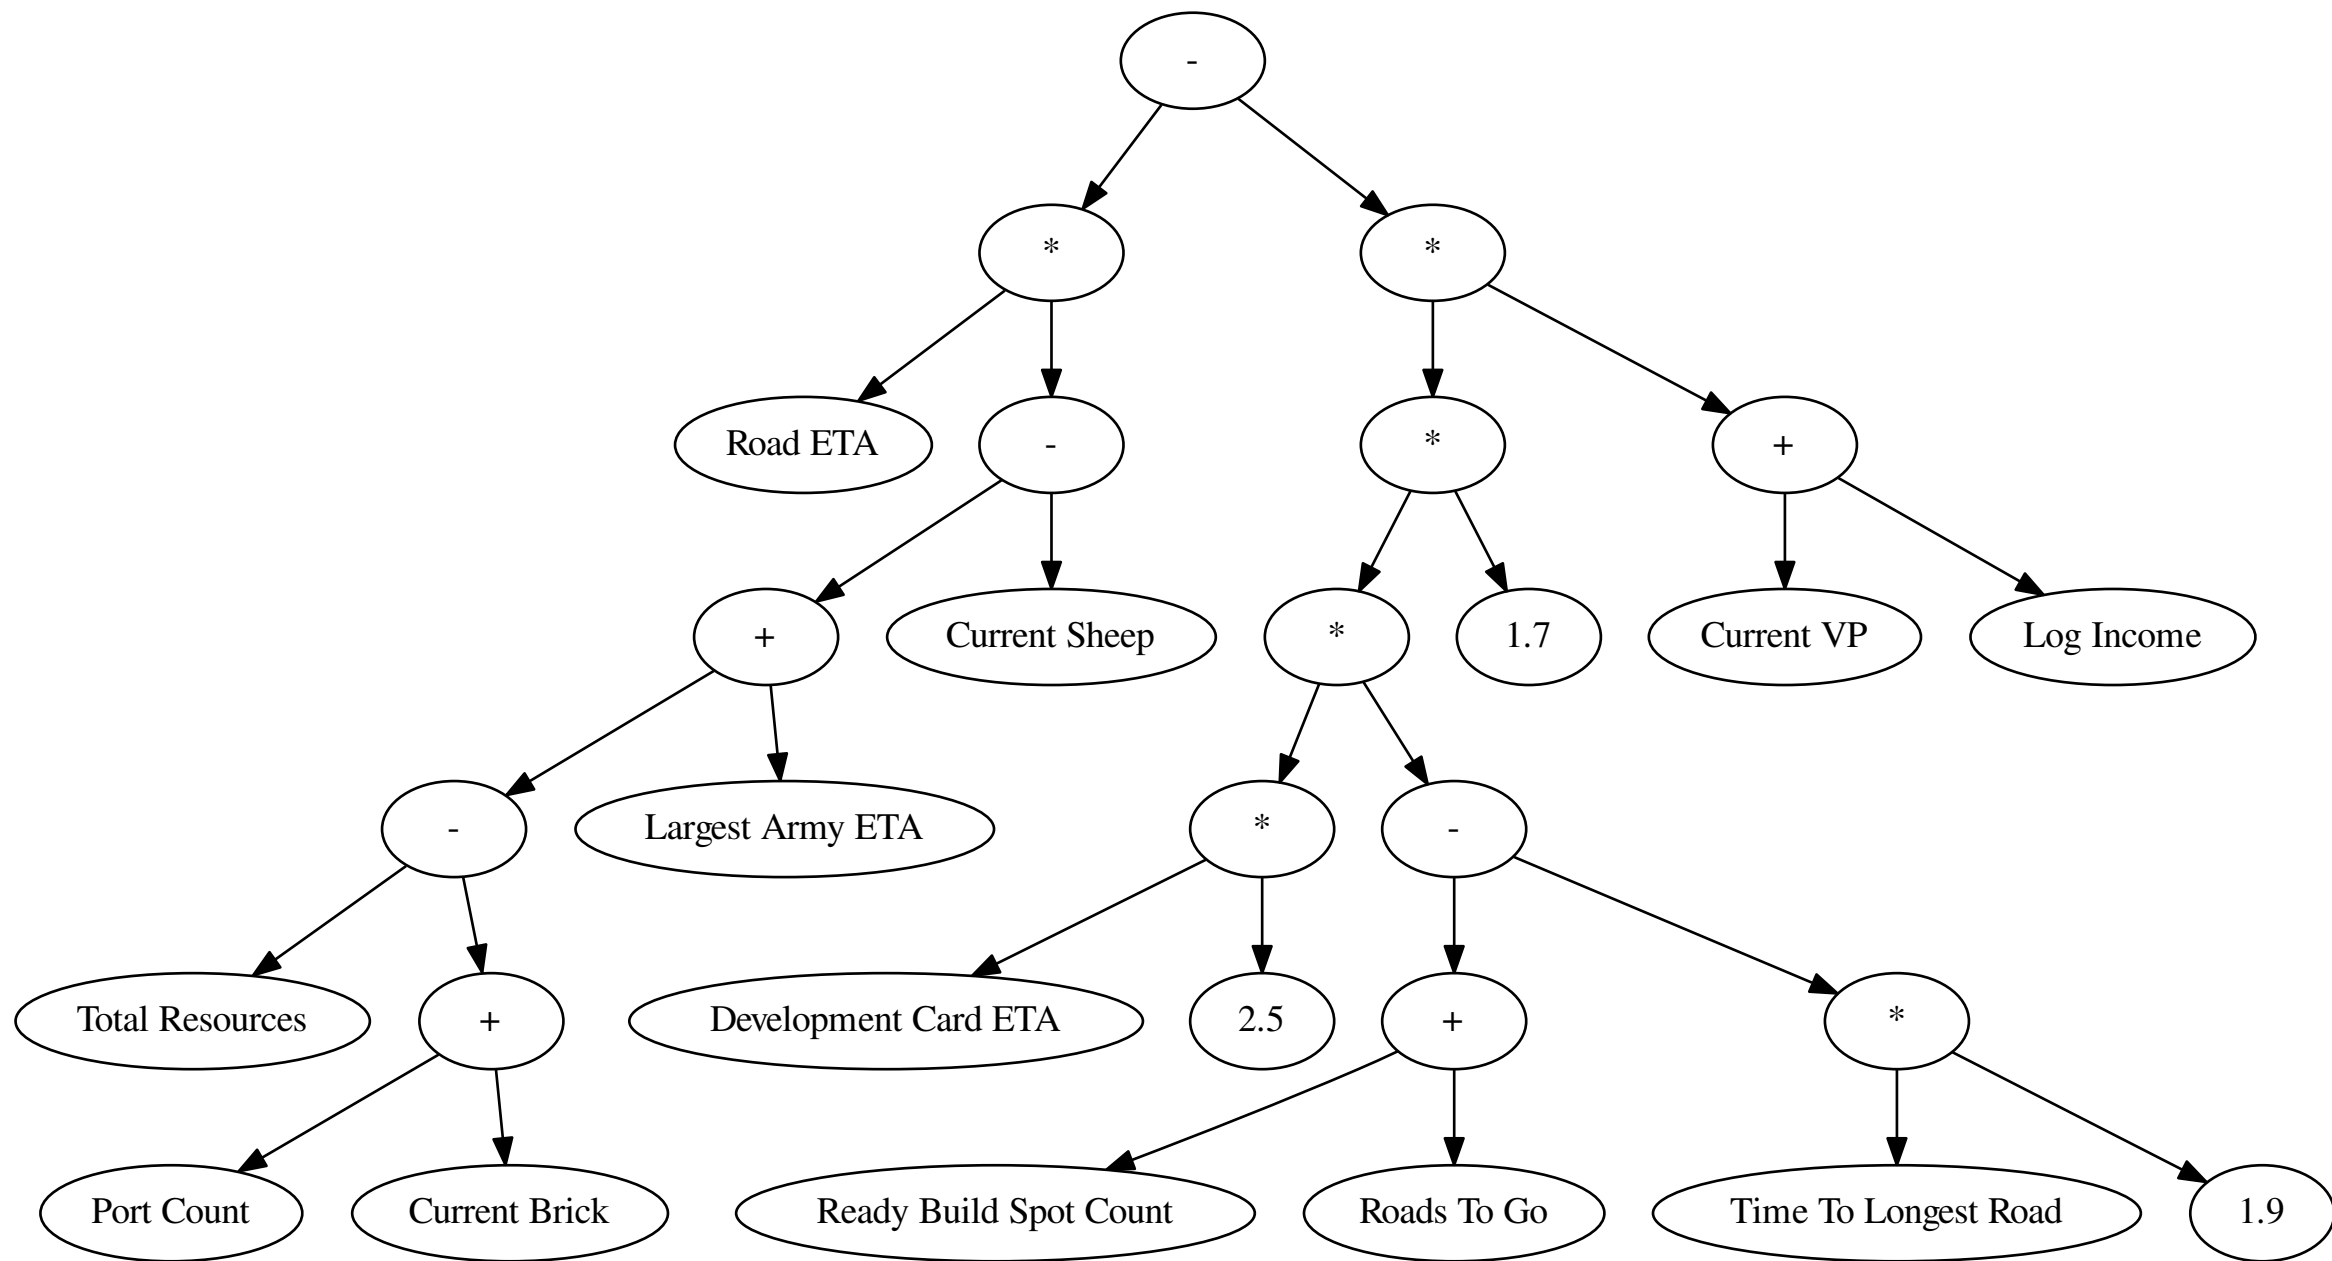 -
* *
Road ETA - * +
+ Current Sheep * 1.7 Current VP Log Income
- Largest Army ETA * -
Total Resources + Development Card ETA 2.5 + *
Port Count Current Brick Ready Build Spot Count Roads To Go Time To Longest Road 1.9